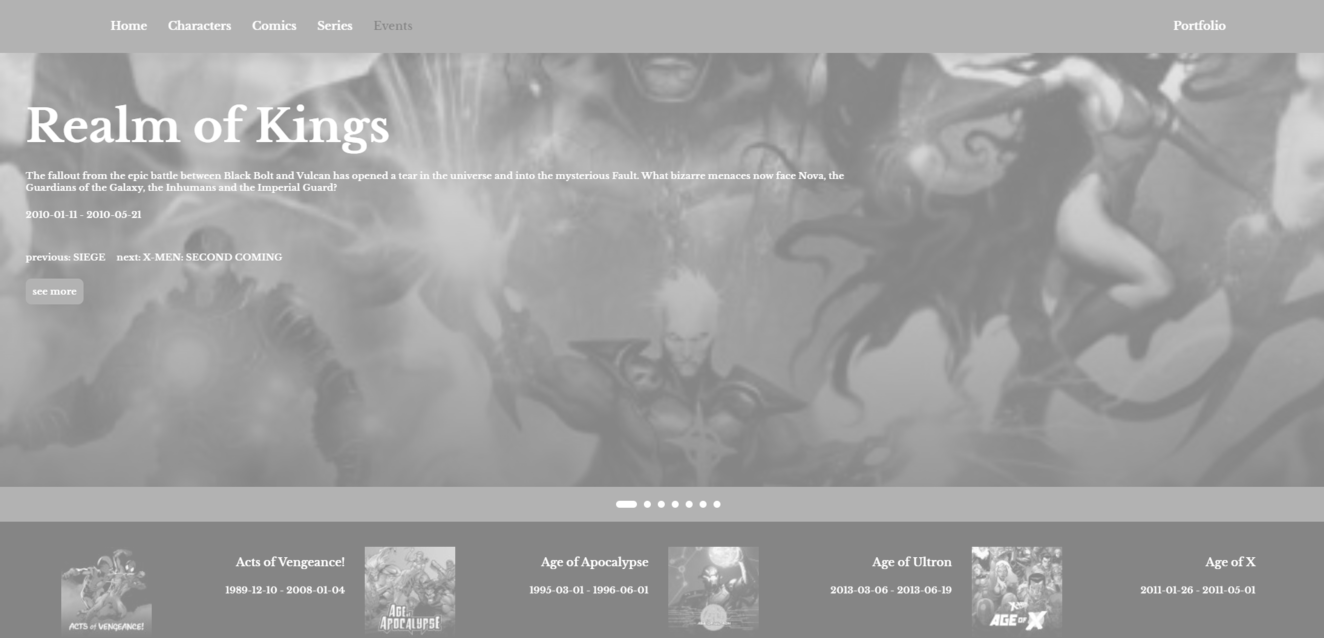 Home Characters Comics Series Events Portfolio
Realm of Kings
The fallout from the epic battle between Black Bolt and Vulcan has opened a tear in the universe and into the mysterious Fault. What bizarre menaces now face Nova, the
Guardians of the Galaxy, the Inhumans and the Imperial Guard?
2010-01-11 - 2010-05-21
previous: SIEGE next: X-MEN: SECOND COMING
see more
ACTS of VENGEANCE!
Acts of Vengeance!
1989-12-10 - 2008-01-04
AGE of APOCALYPSE
Age of Apocalypse
1995-03-01 - 1996-06-01
Age of Ultron
2013-03-06 - 2013-06-19
AGE OF X
Age of X
2011-01-26 - 2011-05-01